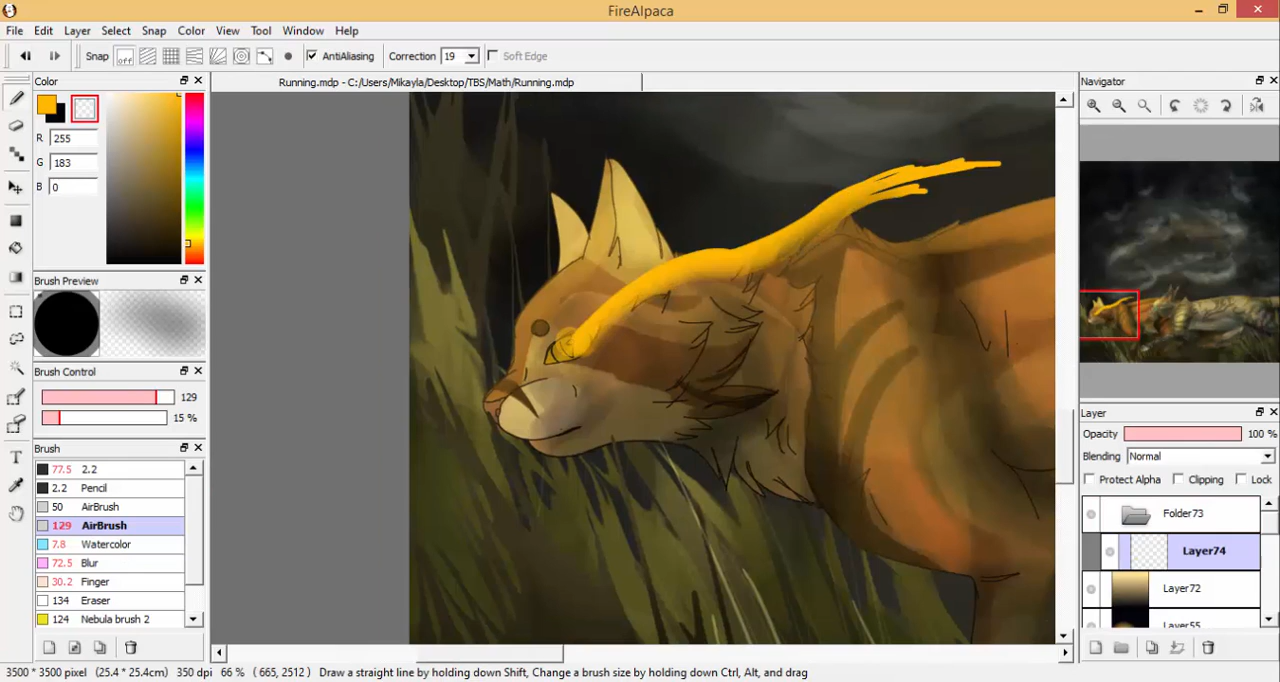 FireAlpaca
File Edit Layer Select Snap Color View Tool Window Help
Snap off AntiAliasing Correction 19 Soft Edge
Color
Running.mdp - C:/Users/Mikayla/Desktop/TBS/Math/Running.mdp
Navigator
R 255
G 183
B 0
Brush Preview
Brush Control
129
15 %
Brush
77.5 2.2
2.2 Pencil
50 AirBrush
129 AirBrush
7.8 Watercolor
72.5 Blur
30.2 Finger
134 Eraser
124 Nebula brush 2
Layer
Opacity 100 %
Blending Normal
Protect Alpha Clipping Lock
Folder73
Layer74
Layer72
Layer55
T
3500 * 3500 pixel (25.4 * 25.4cm) 350 dpi 66 % ( 665, 2512 ) Draw a straight line by holding down Shift, Change a brush size by holding down Ctrl, Alt, and drag